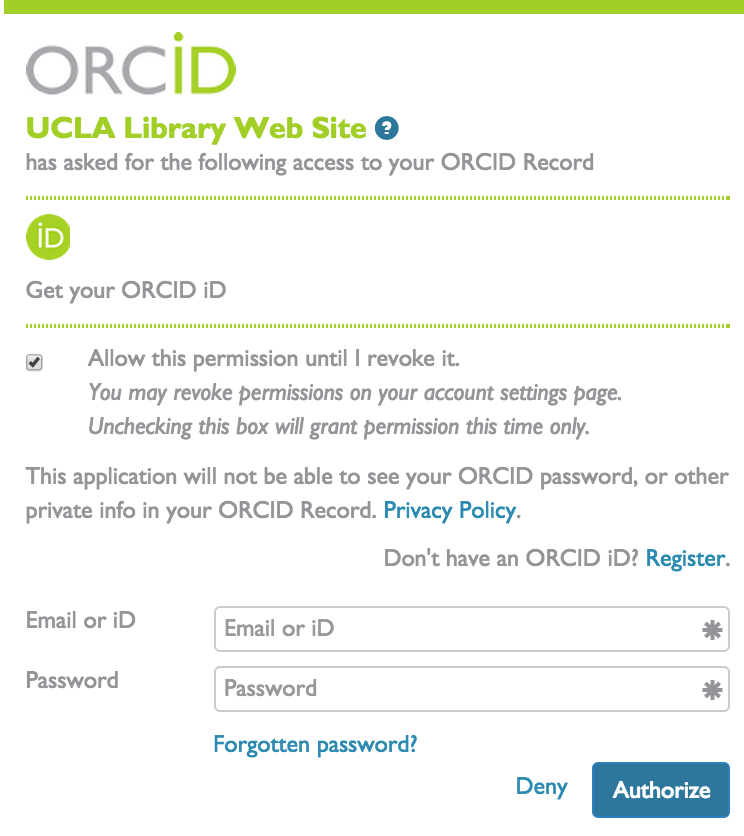 ORCiD
UCLA Library Web Site ?
has asked for the following access to your ORCID Record
iD
Get your ORCID iD
Allow this permission until I revoke it.
You may revoke permissions on your account settings page.
Unchecking this box will grant permission this time only.
This application will not be able to see your ORCID password, or other
private info in your ORCID Record. Privacy Policy.
Don't have an ORCID iD? Register.
Email or iD
Email or iD
Password
Password
Forgotten password?
Deny
Authorize